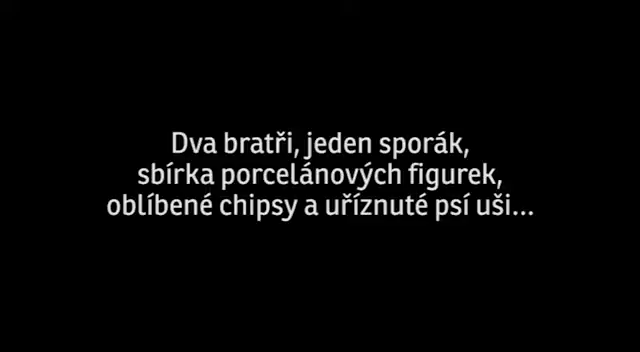 Dva bratři, jeden sporák,
sbírka porcelánových figurek,
oblíbené chipsy a uříznuté psí uši...